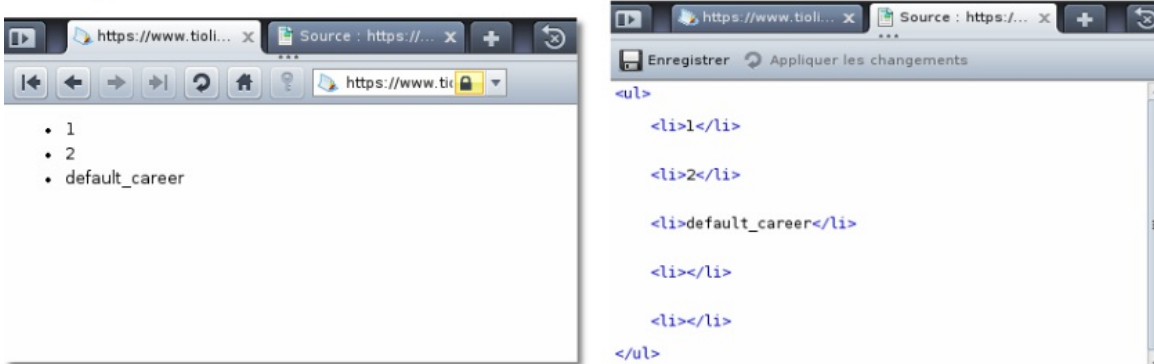 https://www.tioli... x
Source : https://... x
https://www.tic
1
2
default_career
https://www.tioli... x
Source : https:/... x
Enregistrer
Appliquer les changements
<ul>
<li>1</li>
<li>2</li>
<li>default_career</li>
<li></li>
<li></li>
</ul>